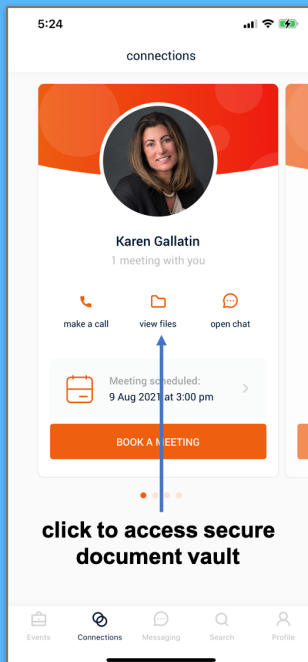 5:24
connections
Karen Gallatin
1 meeting with you
make a call view files open chat
Meeting scheduled:
9 Aug 2021 at 3:00 pm
BOOK A MEETING
click to access secure
document vault
Events Connections Messaging Search Profile